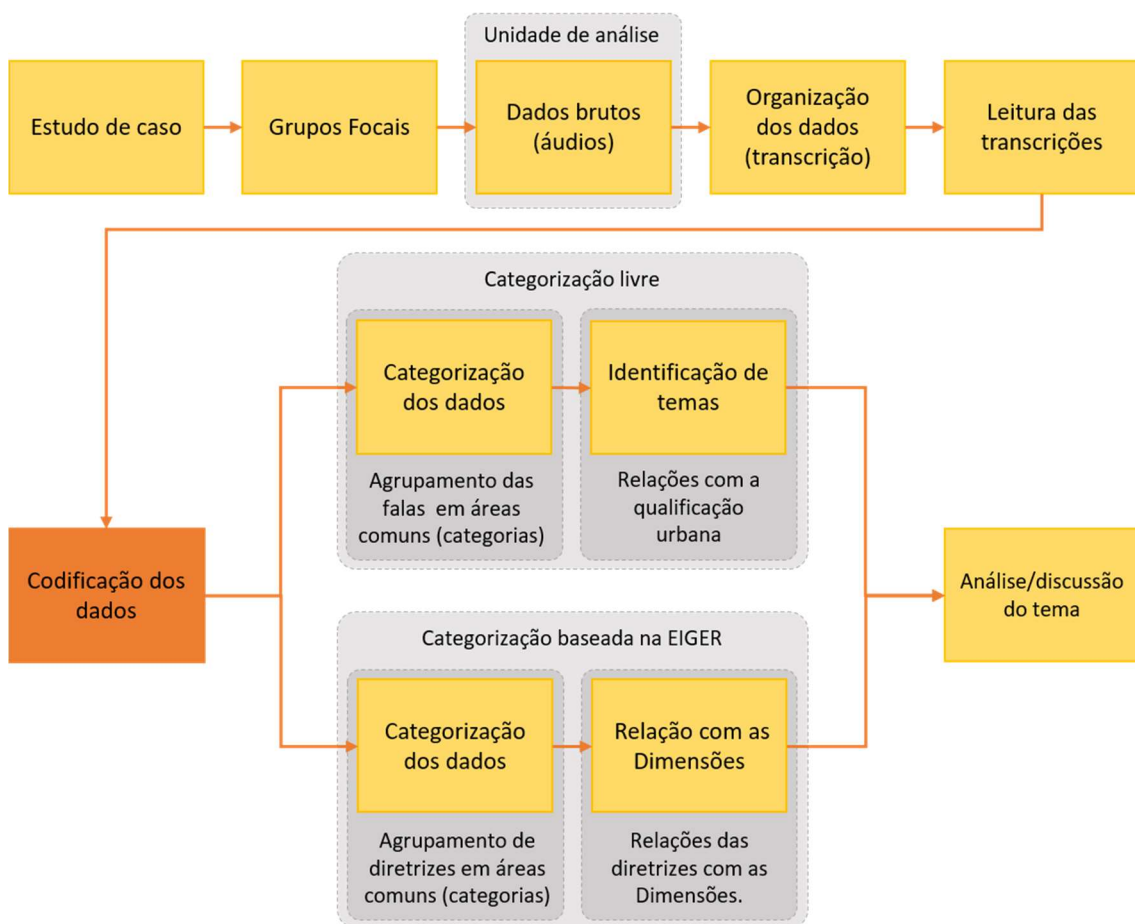 Unidade de análise
Estudo de caso
Grupos Focais
Dados brutos
(áudios)
Organização
dos dados
(transcrição)
Leitura das
transcrições
Categorização livre
Categorização
dos dados
Identificação de
temas
Agrupamento das
falas em áreas
comuns (categorias)
Relações com a
qualificação
urbana
Codificação dos
dados
Análise/discussão
do tema
Categorização baseada na EIGER
Categorização
dos dados
Relação com as
Dimensões
Agrupamento de
diretrizes em áreas
comuns (categorias)
Relações das
diretrizes com as
Dimensões.